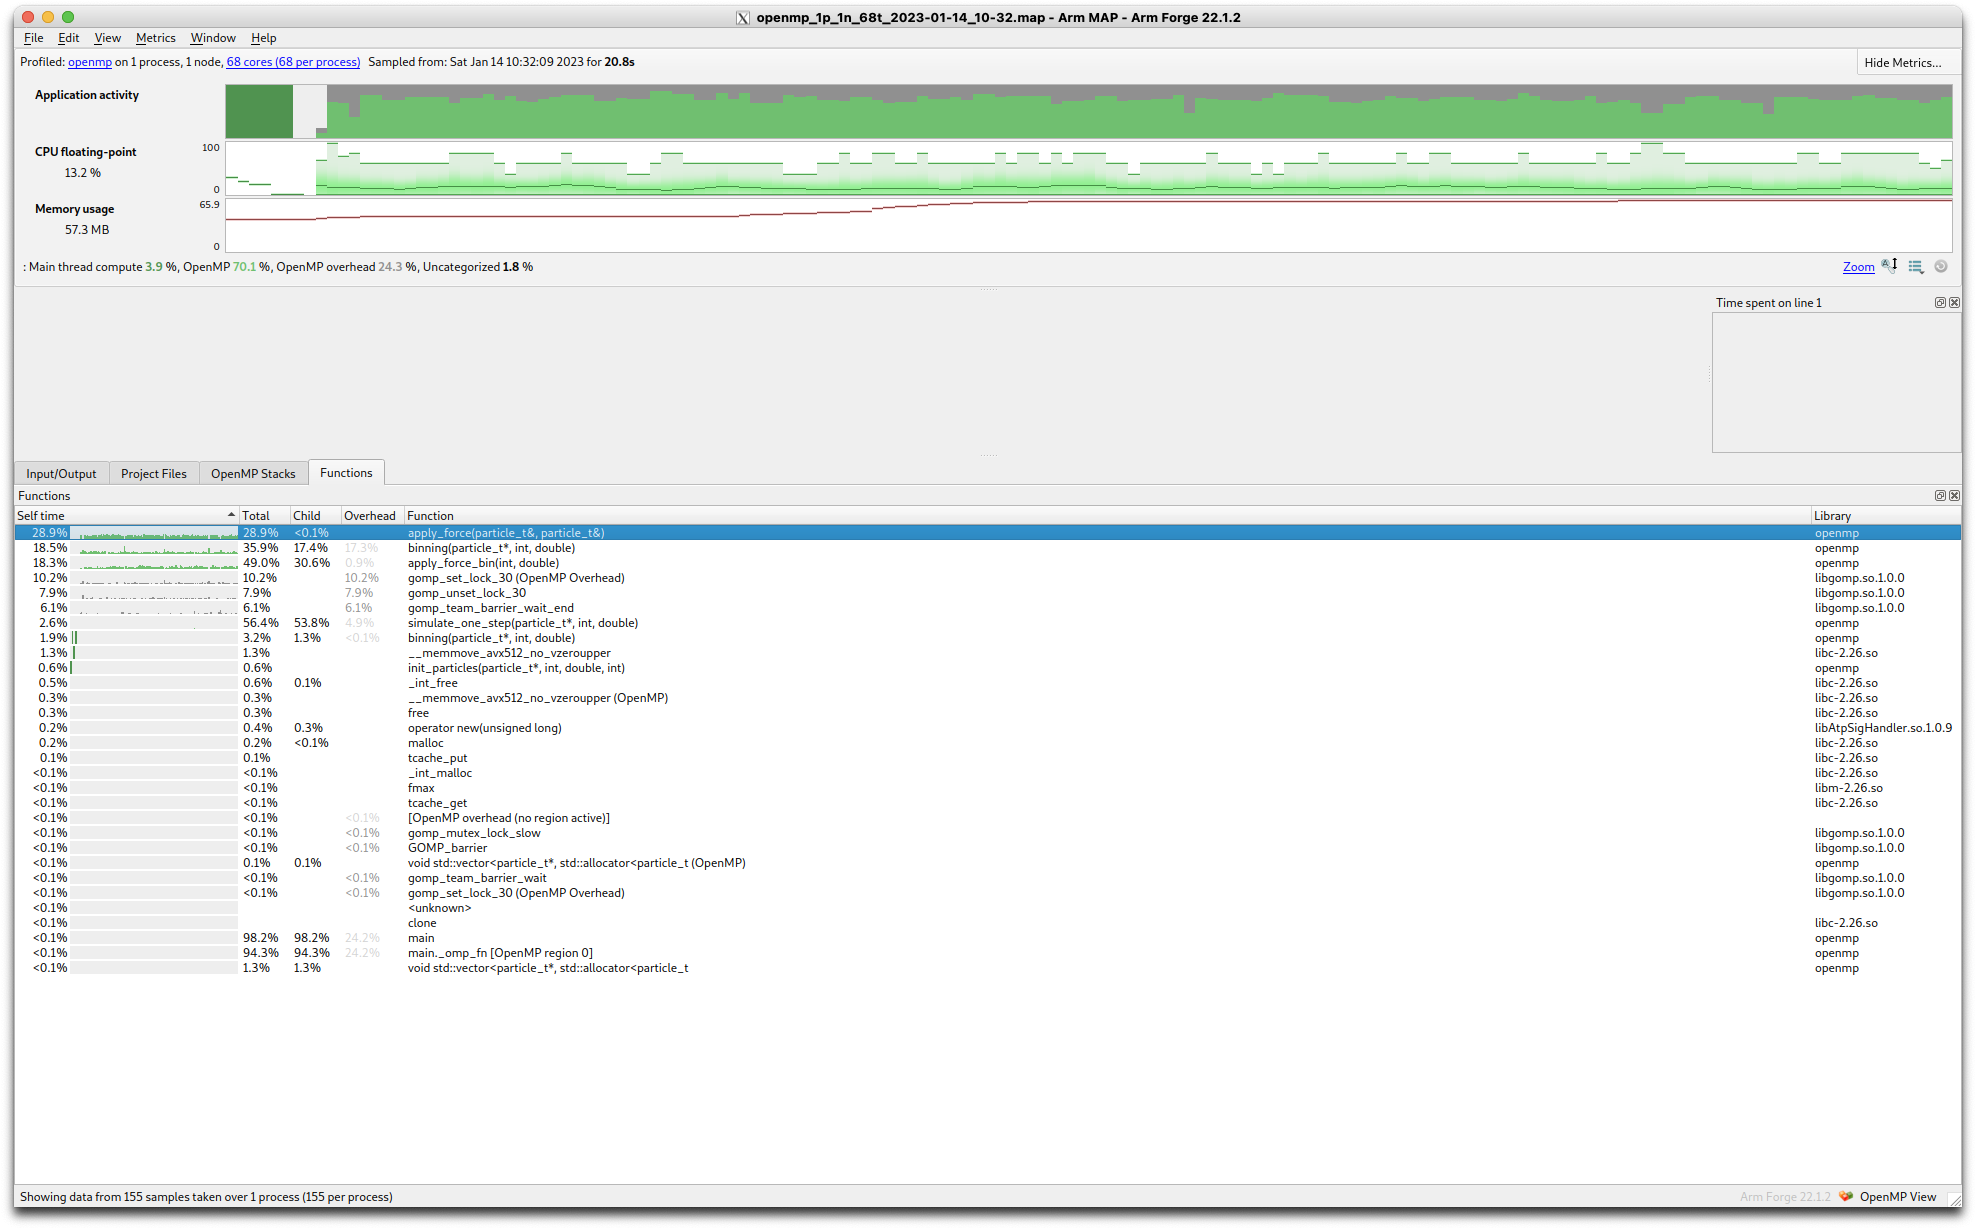 openmp_1p_1n_68t_2023-01-14_10-32.map - Arm MAP - Arm Forge 22.1.2
File Edit View Metrics Window Help
Profiled: openmp on 1 process, 1 node, 68 cores (68 per process) Sampled from: Sat Jan 14 10:32:09 2023 for 20.8s Hide Metrics...
Application activity
CPU floating-point 100
13.2 %
0
Memory usage 65.9
57.3 MB
0
: Main thread compute 3.9 %, OpenMP 70.1 %, OpenMP overhead 24.3 %, Uncategorized 1.8 % Zoom
Time spent on line 1
Input/Output Project Files OpenMP Stacks Functions
Functions
Self time Total Child Overhead Function Library
28.9% 28.9% <0.1% apply_force(particle_t&, particle_t&) openmp
18.5% 35.9% 17.4% 17.3% binning(particle_t*, int, double) openmp
18.3% 49.0% 30.6% 0.9% apply_force_bin(int, double) openmp
10.2% 10.2% 10.2% gomp_set_lock_30 (OpenMP Overhead) libgomp.so.1.0.0
7.9% 7.9% 7.9% gomp_unset_lock_30 libgomp.so.1.0.0
6.1% 6.1% 6.1% gomp_team_barrier_wait_end libgomp.so.1.0.0
2.6% 56.4% 53.8% 4.9% simulate_one_step(particle_t*, int, double) openmp
1.9% 3.2% 1.3% <0.1% binning(particle_t*, int, double) openmp
1.3% 1.3% __memmove_avx512_no_vzeroupper libc-2.26.so
0.6% 0.6% init_particles(particle_t*, int, double, int) openmp
0.5% 0.6% 0.1% _int_free libc-2.26.so
0.3% 0.3% __memmove_avx512_no_vzeroupper (OpenMP) libc-2.26.so
0.3% 0.3% free libc-2.26.so
0.2% 0.4% 0.3% operator new(unsigned long) libAtpSigHandler.so.1.0.9
0.2% 0.2% <0.1% malloc libc-2.26.so
0.1% 0.1% tcache_put libc-2.26.so
<0.1% <0.1% _int_malloc libc-2.26.so
<0.1% <0.1% fmax libm-2.26.so
<0.1% <0.1% tcache_get libc-2.26.so
<0.1% <0.1% <0.1% [OpenMP overhead (no region active)]
<0.1% <0.1% <0.1% gomp_mutex_lock_slow libgomp.so.1.0.0
<0.1% <0.1% <0.1% GOMP_barrier libgomp.so.1.0.0
<0.1% 0.1% 0.1% void std::vector<particle_t*, std::allocator<particle_t (OpenMP) openmp
<0.1% <0.1% <0.1% gomp_team_barrier_wait libgomp.so.1.0.0
<0.1% <0.1% <0.1% gomp_set_lock_30 (OpenMP Overhead) libgomp.so.1.0.0
<0.1% <unknown>
<0.1% clone libc-2.26.so
<0.1% 98.2% 98.2% 24.2% main openmp
<0.1% 94.3% 94.3% 24.2% main._omp_fn [OpenMP region 0] openmp
<0.1% 1.3% 1.3% void std::vector<particle_t*, std::allocator<particle_t openmp
Showing data from 155 samples taken over 1 process (155 per process) Arm Forge 22.1.2 OpenMP View